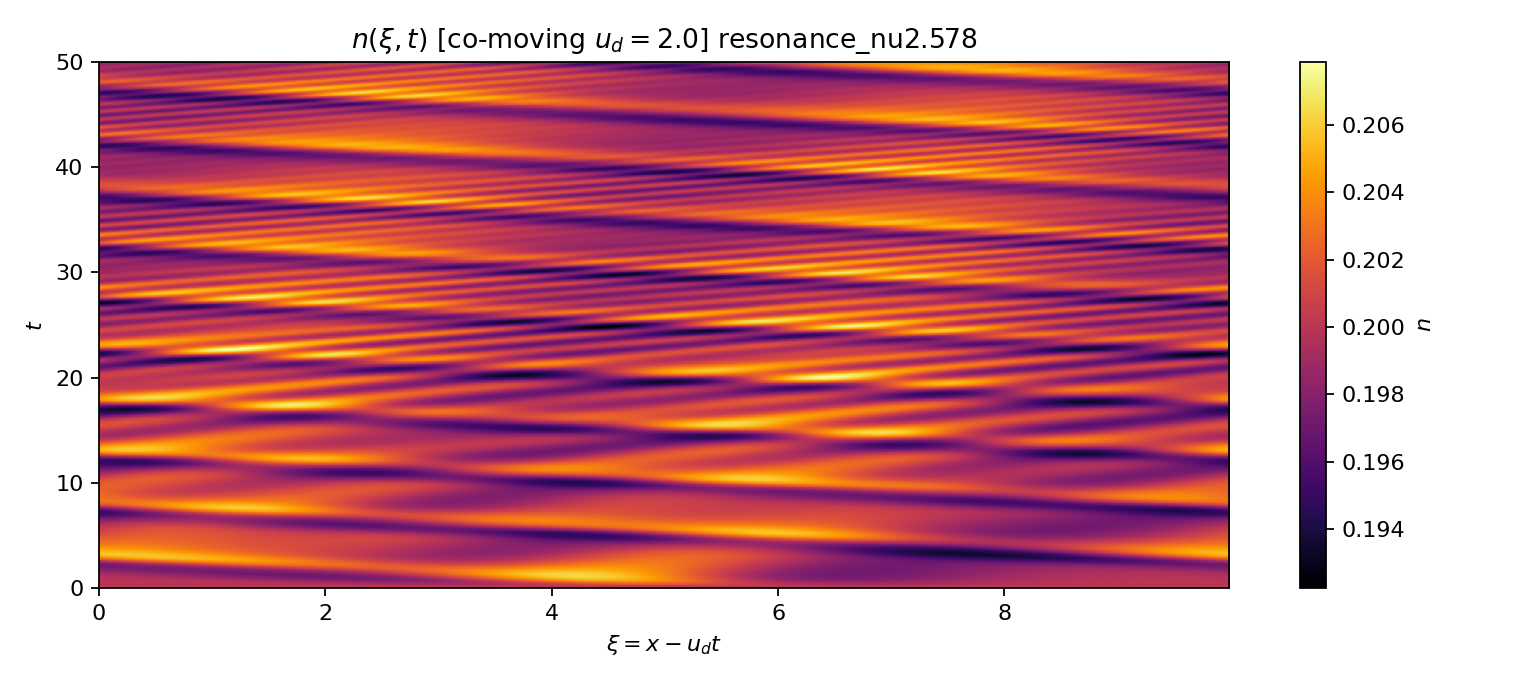 n(ξ, t) [co-moving u_d = 2.0] resonance_nu2.578
50
40
30
20
10
0
t
0 2 4 6 8
ξ = x − u_d t
0.206
0.204
0.202
0.200
0.198
0.196
0.194
n